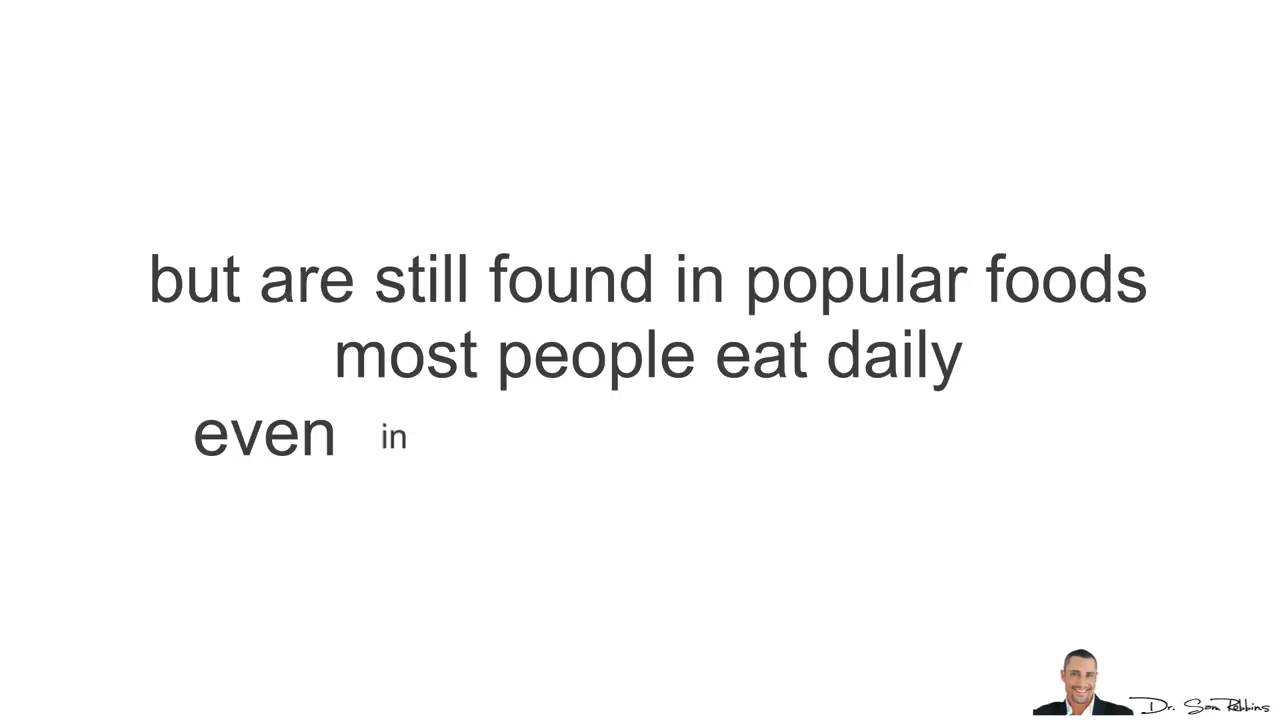 but are still found in popular foods
most people eat daily
even in
Dr. Sam Robbins